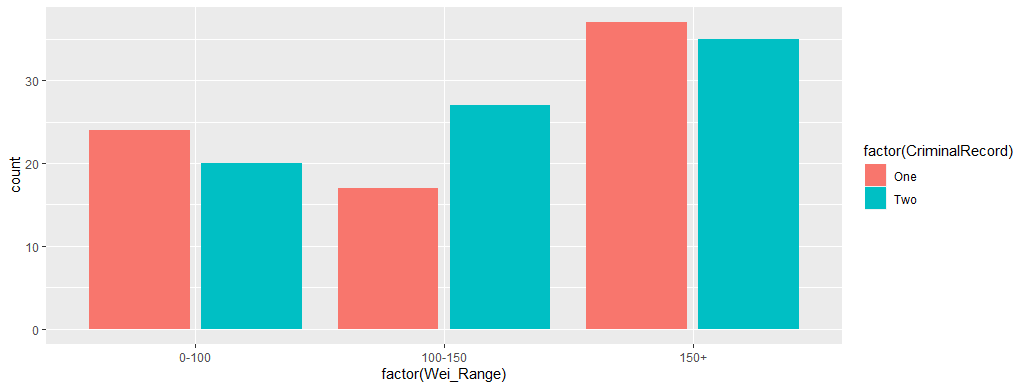 count
30
20
10
0
0-100
100-150
150+
factor(Wei_Range)
factor(CriminalRecord)
One
Two